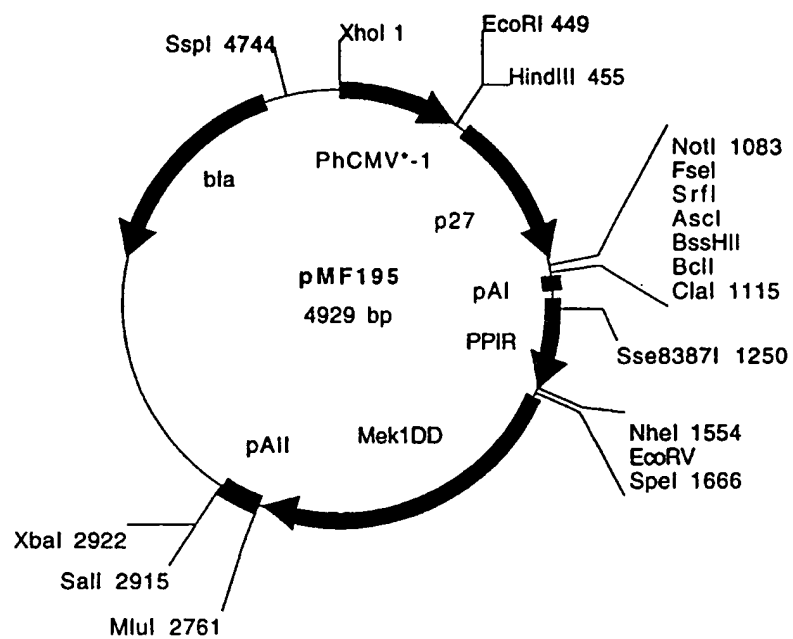 SspI 4744
XhoI 1
EcoRI 449
HindIII 455
PhCMV*-1
bla
p27
NotI 1083
FseI
SrfI
AscI
BssHII
BclI
ClaI 1115
pMF195
4929 bp
pAI
PPIR
Sse8387I 1250
Mek1DD
pAII
NheI 1554
EcoRV
SpeI 1666
XbaI 2922
SalI 2915
MluI 2761